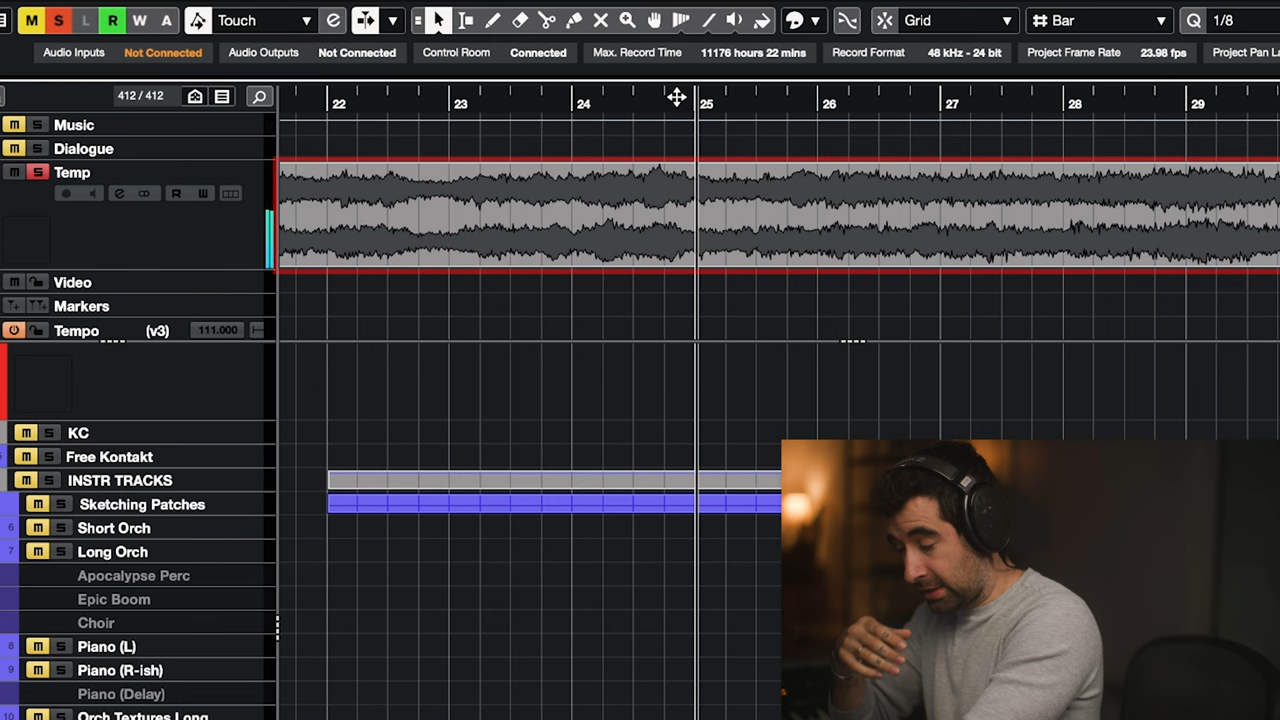 M S L R W A Touch e Grid Bar Q 1/8
Audio Inputs Not Connected Audio Outputs Not Connected Control Room Connected Max. Record Time 11176 hours 22 mins Record Format 48 kHz - 24 bit Project Frame Rate 23.98 fps Project Pan L
412 / 412 22 23 24 25 26 27 28 29
m S Music
m S Dialogue
m S Temp
e R W
m Video
Markers
Tempo (v3) 111.000
m S KC
Free Kontakt
m S INSTR TRACKS
m S Sketching Patches
6 m S Short Orch
7 m S Long Orch
Apocalypse Perc
Epic Boom
Choir
8 m S Piano (L)
9 m S Piano (R-ish)
Piano (Delay)
10 m S Orch Textures Long